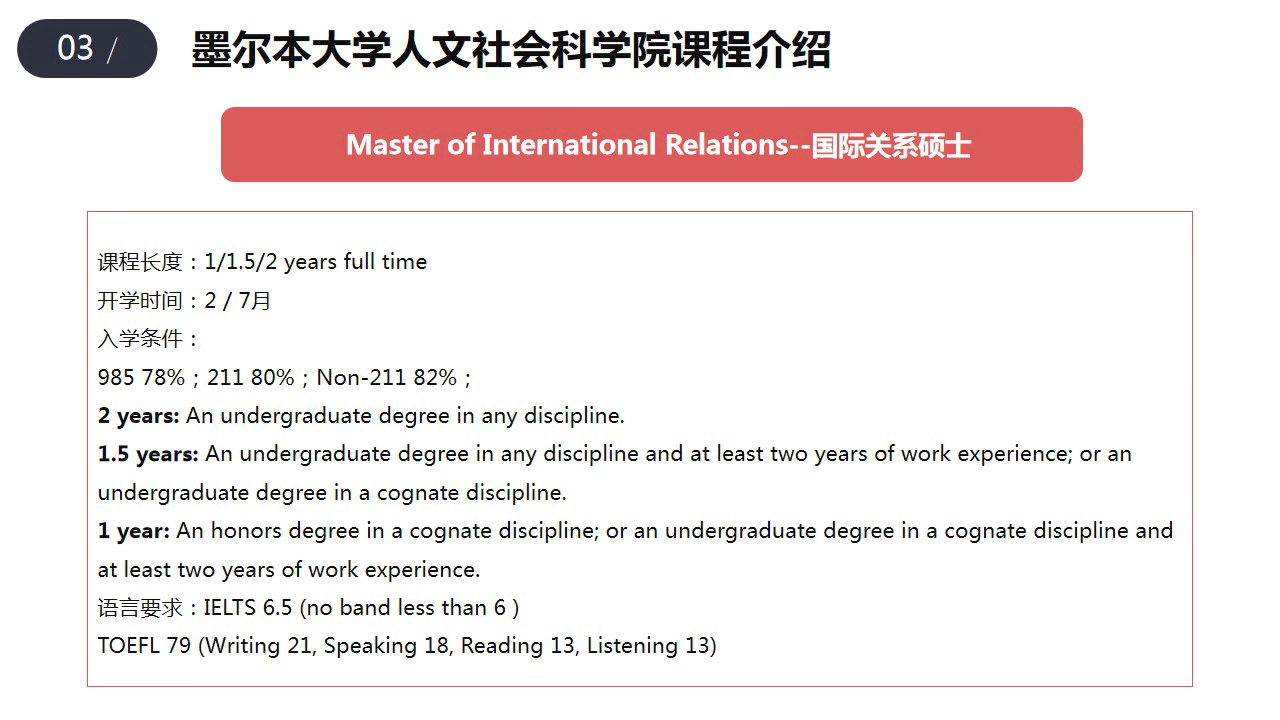 03 /
墨尔本大学人文社会科学院课程介绍
Master of International Relations--国际关系硕士
课程长度：1/1.5/2 years full time
开学时间：2 / 7月
入学条件：
985 78%；211 80%；Non-211 82%；
2 years: An undergraduate degree in any discipline.
1.5 years: An undergraduate degree in any discipline and at least two years of work experience; or an
undergraduate degree in a cognate discipline.
1 year: An honors degree in a cognate discipline; or an undergraduate degree in a cognate discipline and
at least two years of work experience.
语言要求：IELTS 6.5 (no band less than 6 )
TOEFL 79 (Writing 21, Speaking 18, Reading 13, Listening 13)